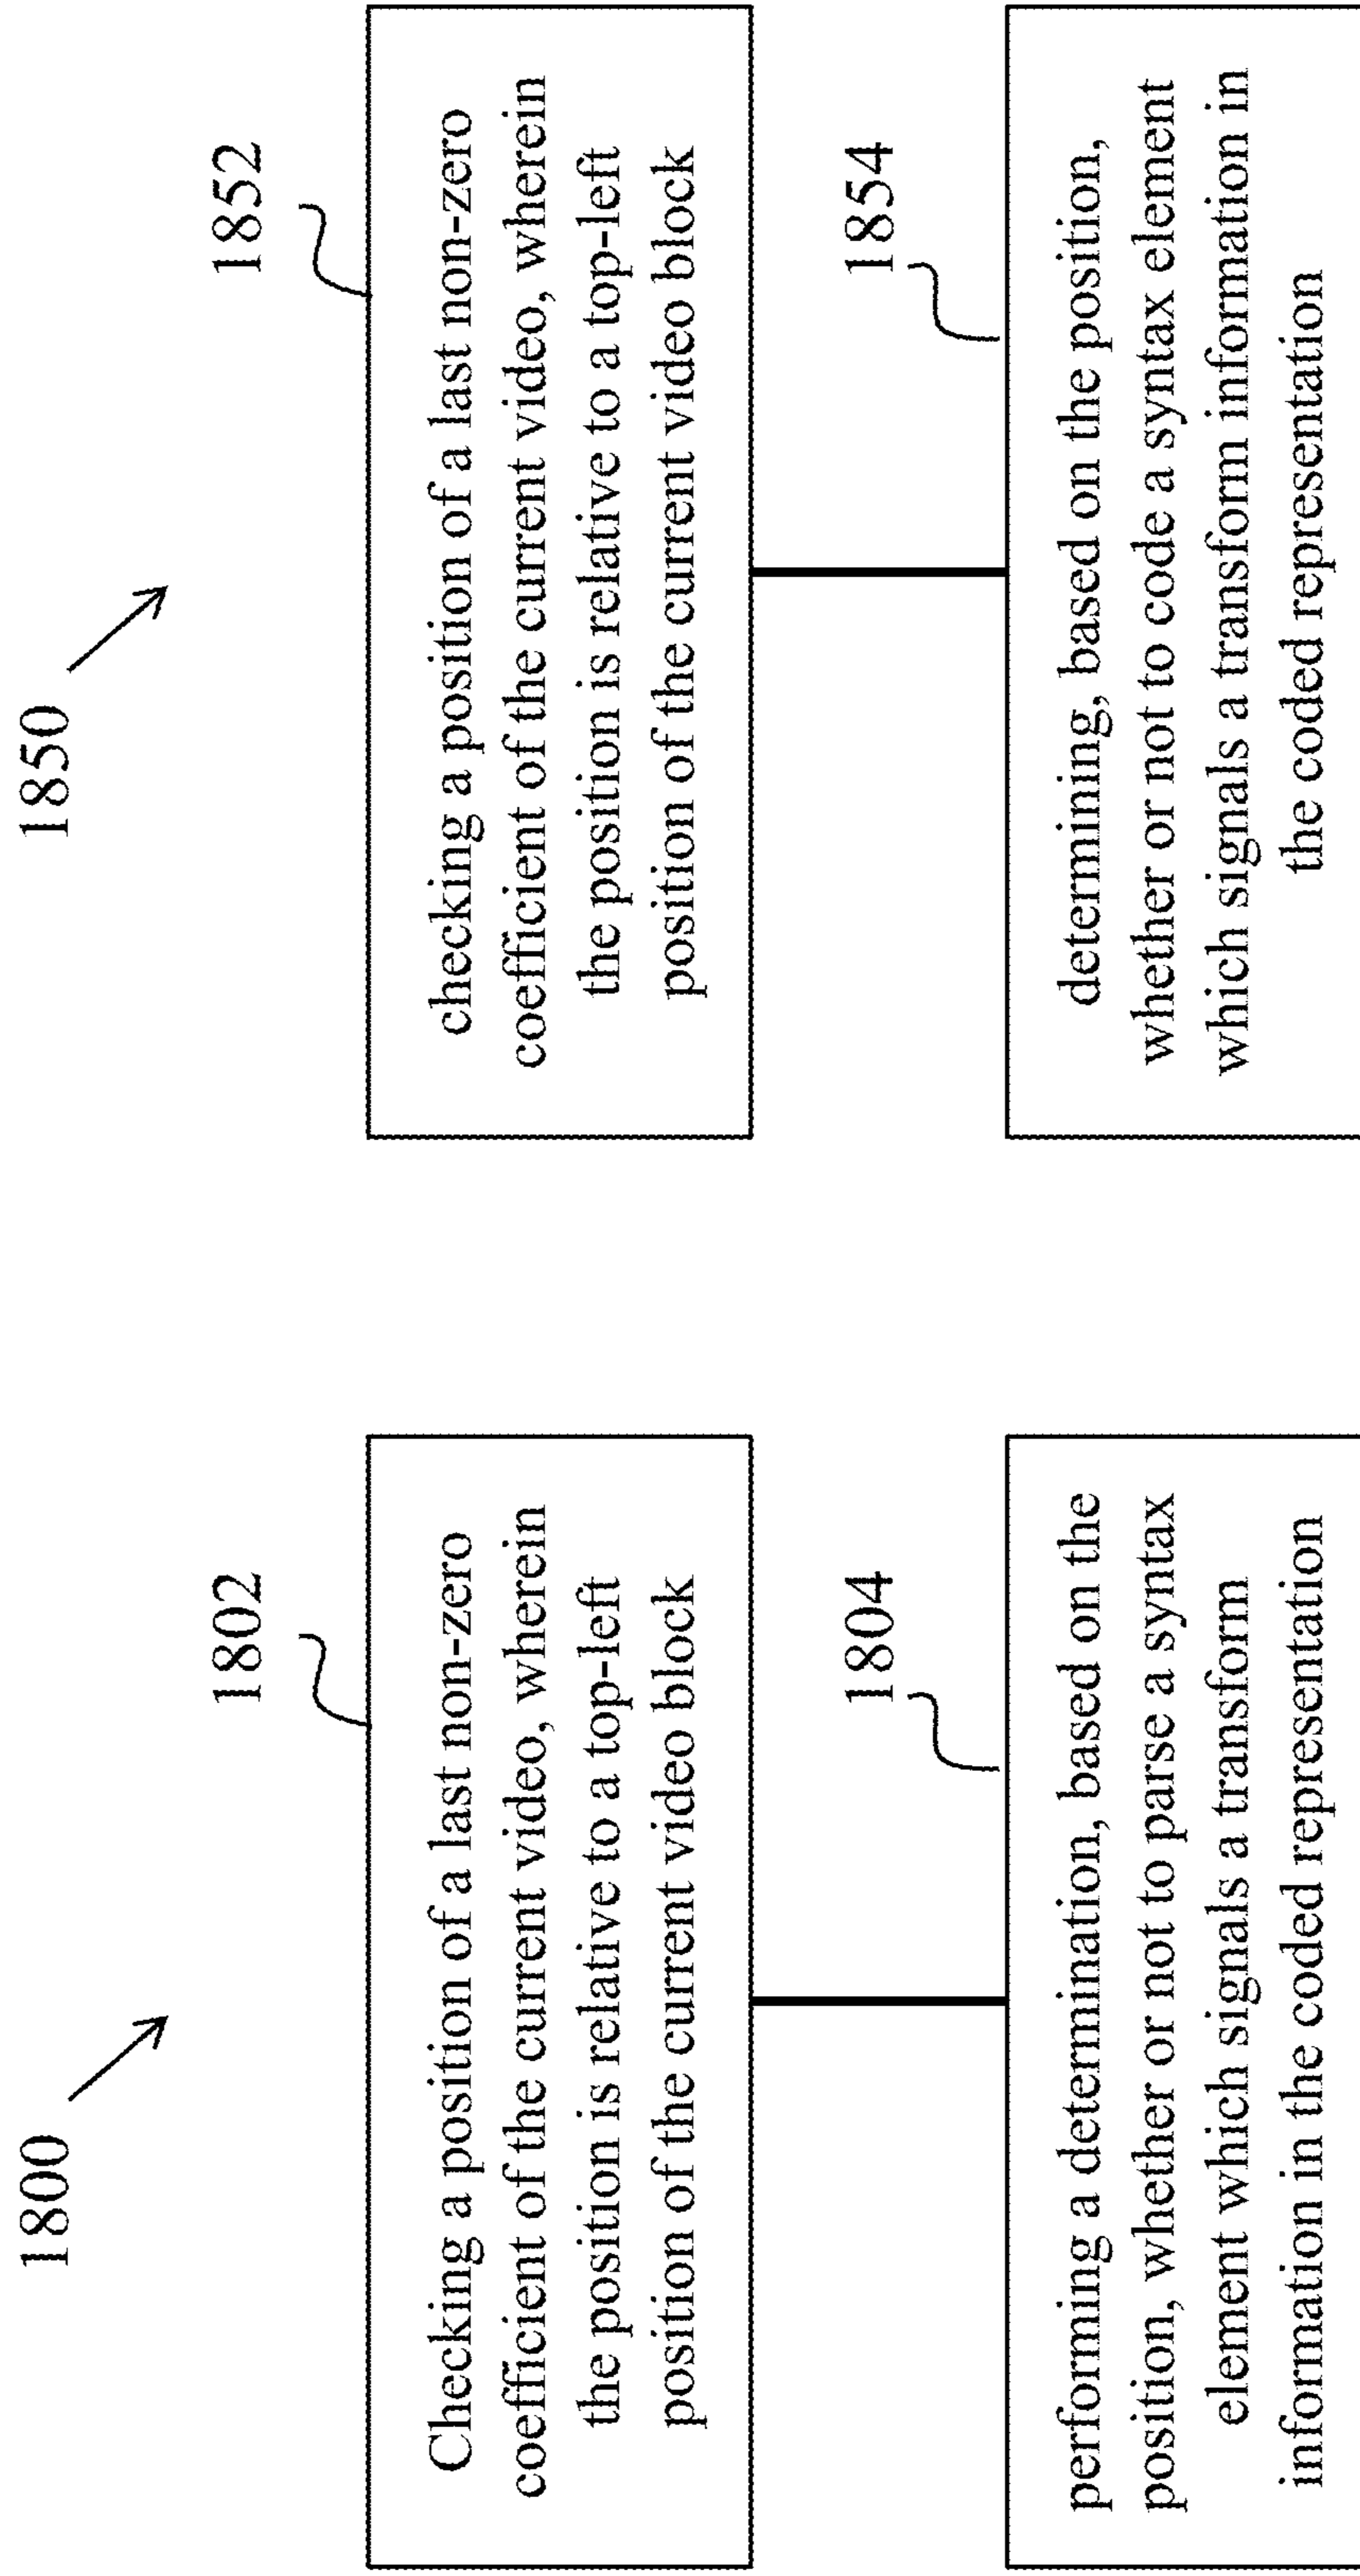 1800
1802
Checking a position of a last non-zero
coefficient of the current video, wherein
the position is relative to a top-left
position of the current video block
1804
performing a determination, based on the
position, whether or not to parse a syntax
element which signals a transform
information in the coded representation
1850
1852
checking a position of a last non-zero
coefficient of the current video, wherein
the position is relative to a top-left
position of the current video block
1854
determining, based on the position,
whether or not to code a syntax element
which signals a transform information in
the coded representation